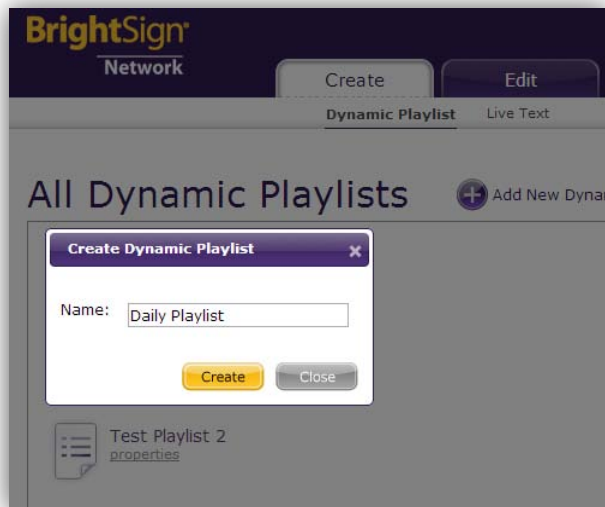 BrightSign
Network
Create
Edit
Dynamic Playlist
Live Text
All Dynamic Playlists
Add New
Create Dynamic Playlist
Name:
Daily Playlist
Create
Close
Test Playlist 2
properties